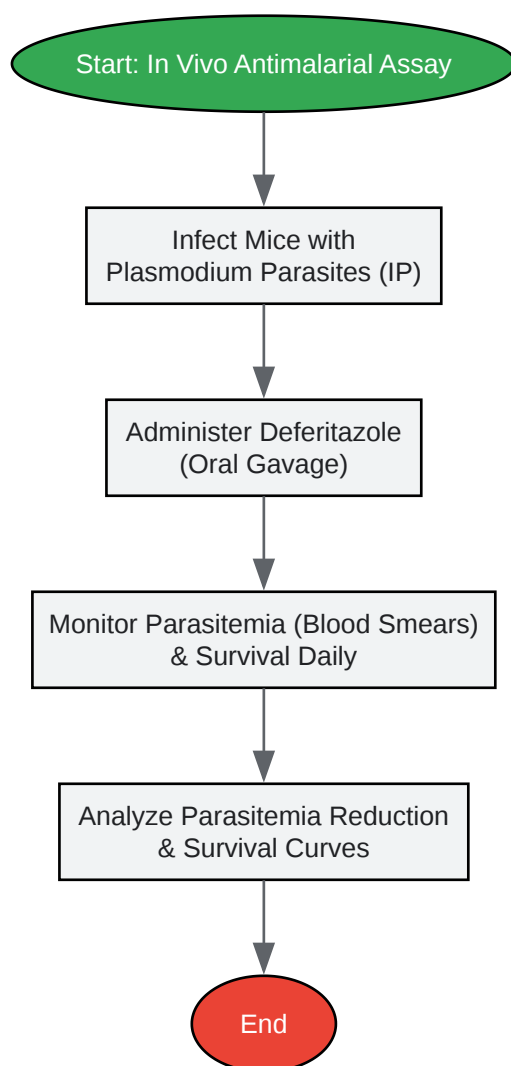 Start: In Vivo Antimalarial Assay
Infect Mice with
Plasmodium Parasites (IP)
Administer Deferitazole
(Oral Gavage)
Monitor Parasitemia (Blood Smears)
& Survival Daily
Analyze Parasitemia Reduction
& Survival Curves
End